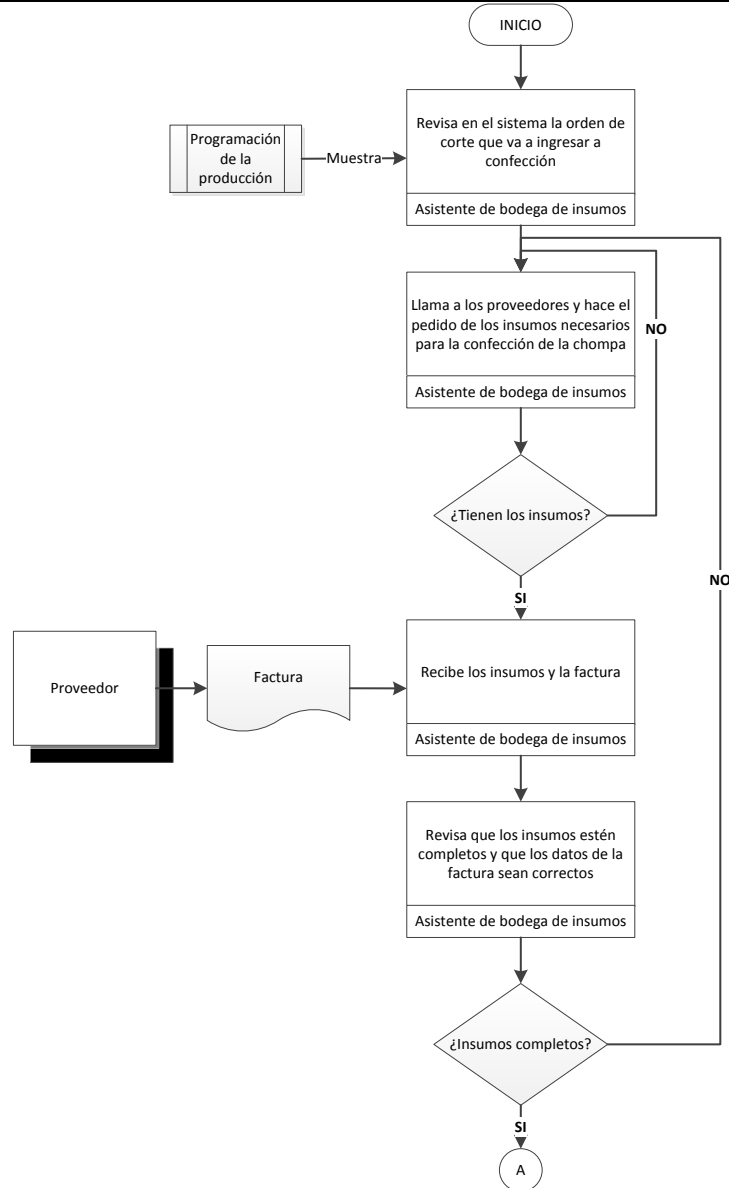 INICIO
Revisa en el sistema la orden de
corte que va a ingresar a
confección
Asistente de bodega de insumos
Programación
de la
producción
Muestra
Llama a los proveedores y hace el
pedido de los insumos necesarios
para la confección de la chompa
Asistente de bodega de insumos
NO
¿Tienen los insumos?
NO
SI
Proveedor
Factura
Recibe los insumos y la factura
Asistente de bodega de insumos
Revisa que los insumos estén
completos y que los datos de la
factura sean correctos
Asistente de bodega de insumos
¿Insumos completos?
SI
A